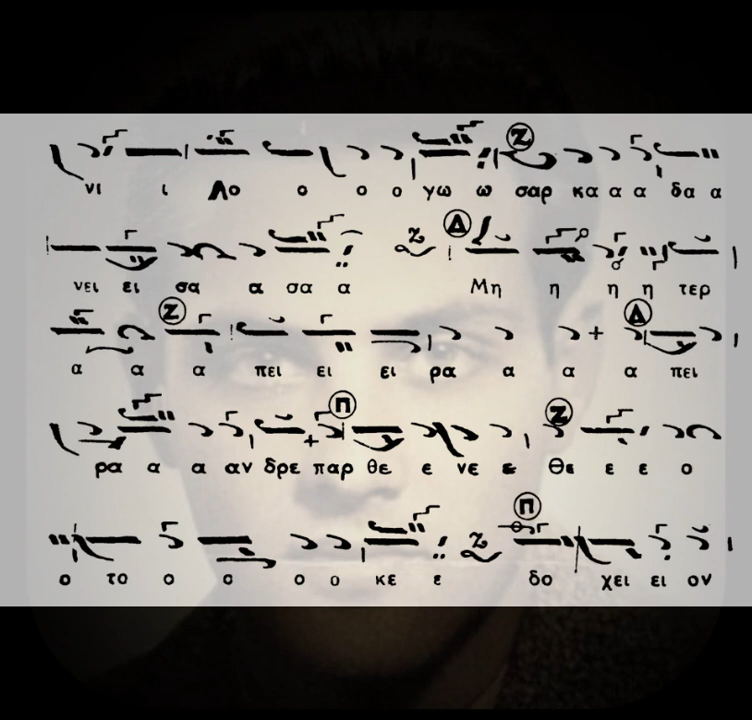 νι ι Λο ο ο ο γω ω σαρ κα α α δα α
νει ει σα α σα α Μη η η η τερ
α α α πει ει ει ρα α α α πει
ρα α α αν δρε παρ θε ε νε ε Θε ε ε ο
ο το ο ο ο ο κε ε δο χει ει ον